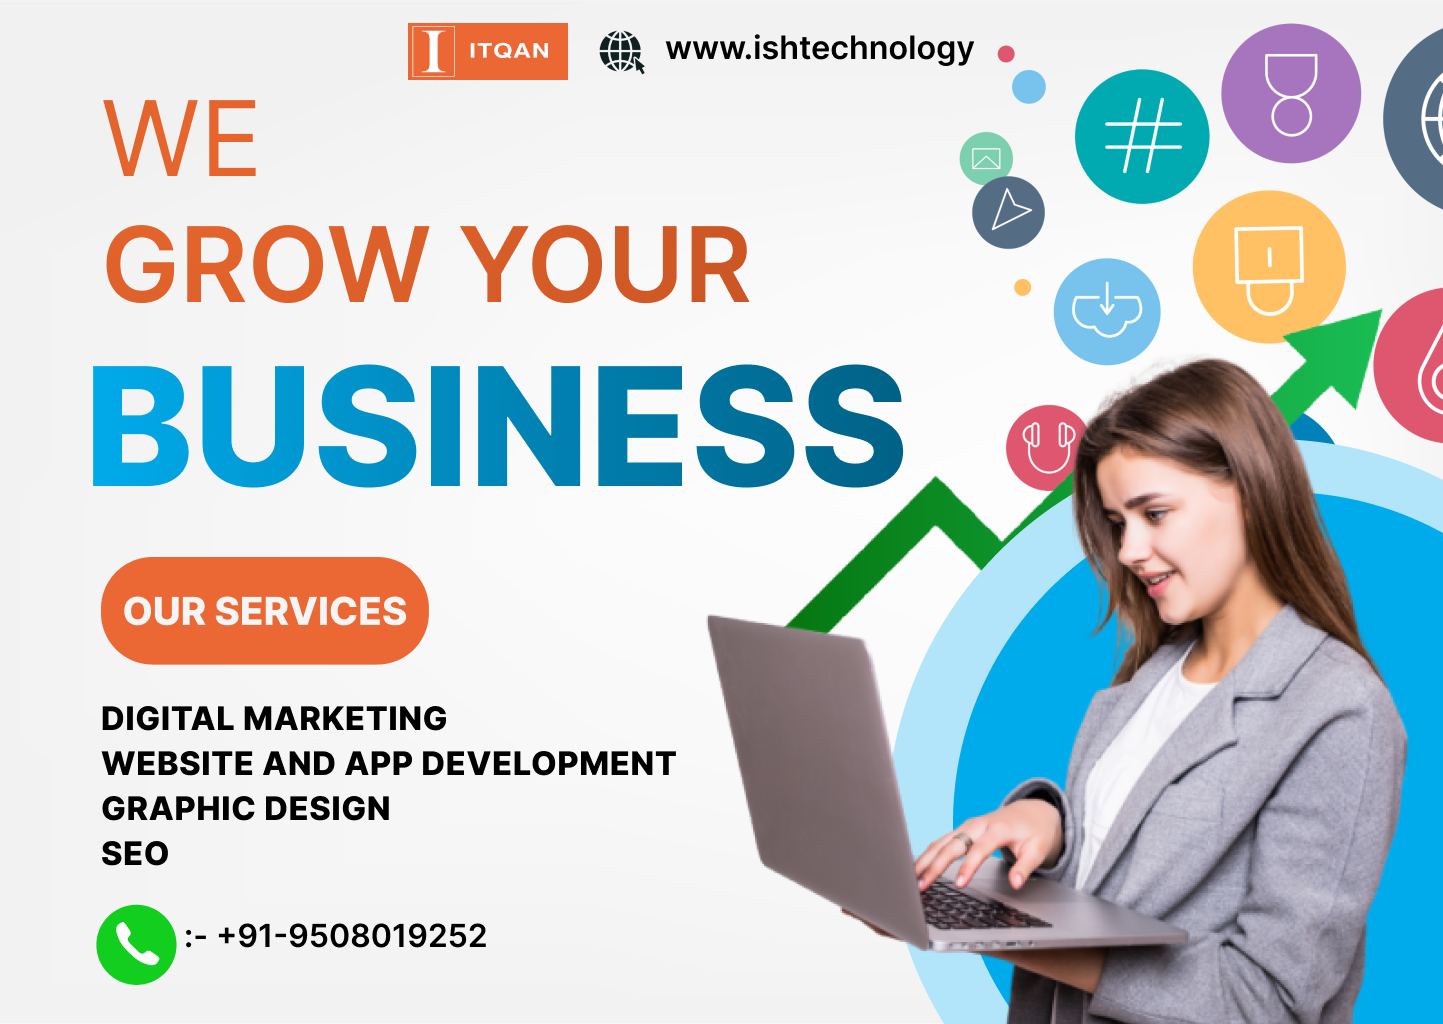 I ITQAN
www.ishtechnology
WE
GROW YOUR
BUSINESS
OUR SERVICES
DIGITAL MARKETING
WEBSITE AND APP DEVELOPMENT
GRAPHIC DESIGN
SEO
:- +91-9508019252